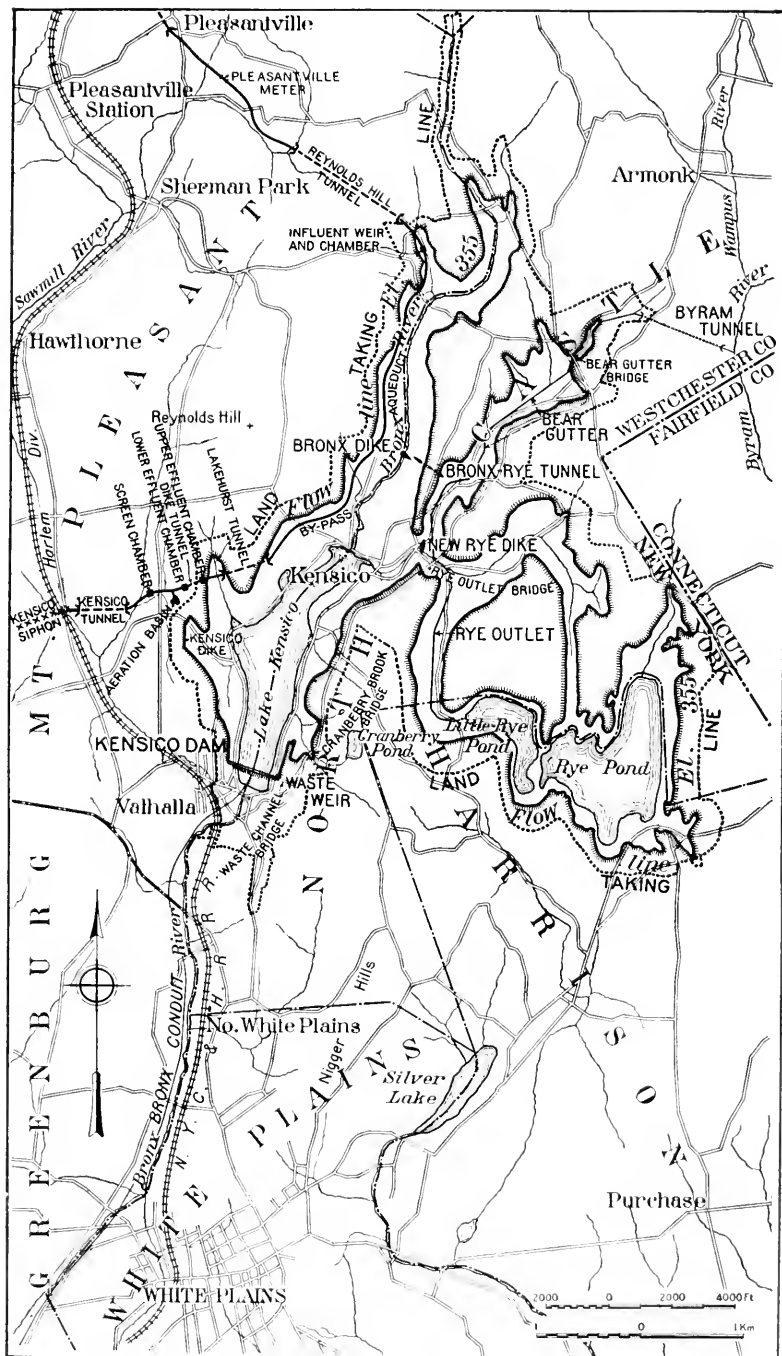 Pleasantville
PLEASANTVILLE
METER
Pleasantville
Station
LINE
River
REYNOLDS HILL
TUNNEL
Armonk
Sherman Park
INFLUENT WEIR
AND CHAMBER
355
Wampus
River
Sawmill River
BYRAM
TUNNEL
Hawthorne
El.
TAKING
line
BEAR GUTTER
BRIDGE
WESTCHESTER CO
FAIRFIELD CO
Byram
Reynolds Hill
Bronx AQUEDUCT River
CASTLE
BEAR
GUTTER
BRONX DIKE
BRONX-RYE TUNNEL
Div.
Harlem
MT. PLEASANT
UPPER EFFLUENT CHAMBER
DIKE TUNNEL
LOWER EFFLUENT CHAMBER
SCREEN CHAMBER
LAKEHURST TUNNEL
LAND
Flow
BY-PASS
NEW RYE DIKE
CONNECTICUT
NEW YORK
Kensico
RYE OUTLET BRIDGE
KENSICO
SIPHON
KENSICO
TUNNEL
AERATION BASIN
KENSICO
DIKE
RYE OUTLET
Lake Kensico
CRANBERRY BROOK
BRIDGE
Cranberry
Pond
Little Rye
Pond
Rye Pond
El. 355
LINE
KENSICO DAM
WASTE
WEIR
LAND
Flow
line
TAKING
Valhalla
WASTE CHANNEL
BRIDGE
NORTH
HARRISON
GREENBURG
Bronx BRONX CONDUIT River
N. Y. C. & H. R. R. R.
No. White Plains
Nigger Hills
Silver
Lake
WHITE PLAINS
Purchase
WHITE PLAINS
2000 0 2000 4000 Ft
1 0 1 Km